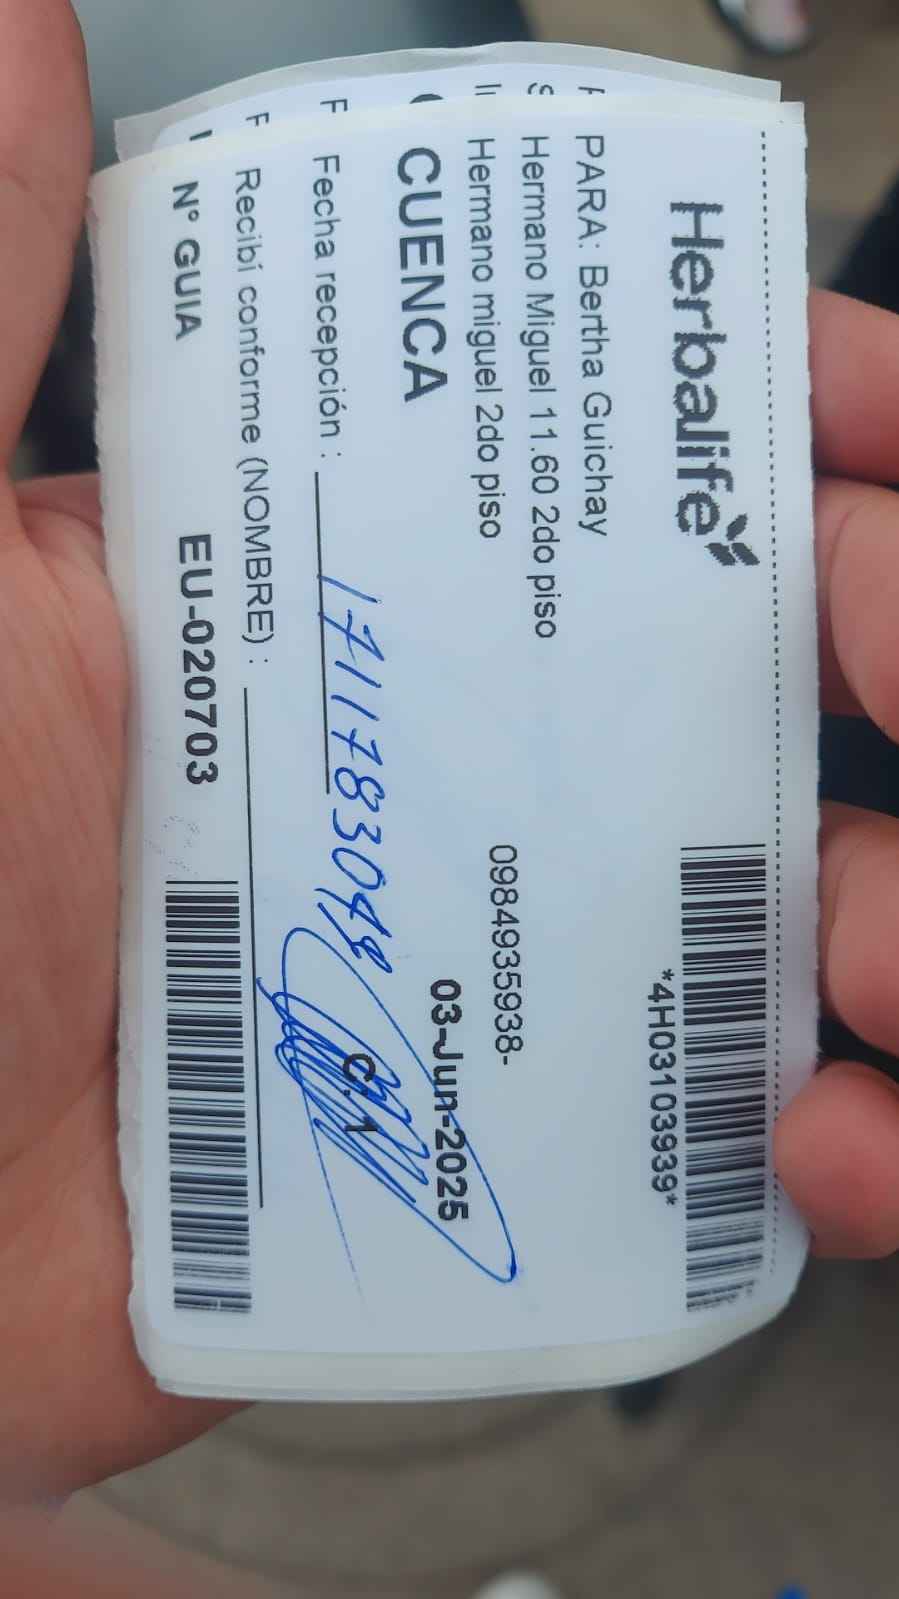 Herbalife
*4H03103939*
PARA: Bertha Guichay
Hermano Miguel 11.60 2do piso
Hermano miguel 2do piso
0984935938-
CUENCA
03-Jun-2025
Fecha recepción :
C.1
Recibí conforme (NOMBRE) :
N° GUIA EU-020703